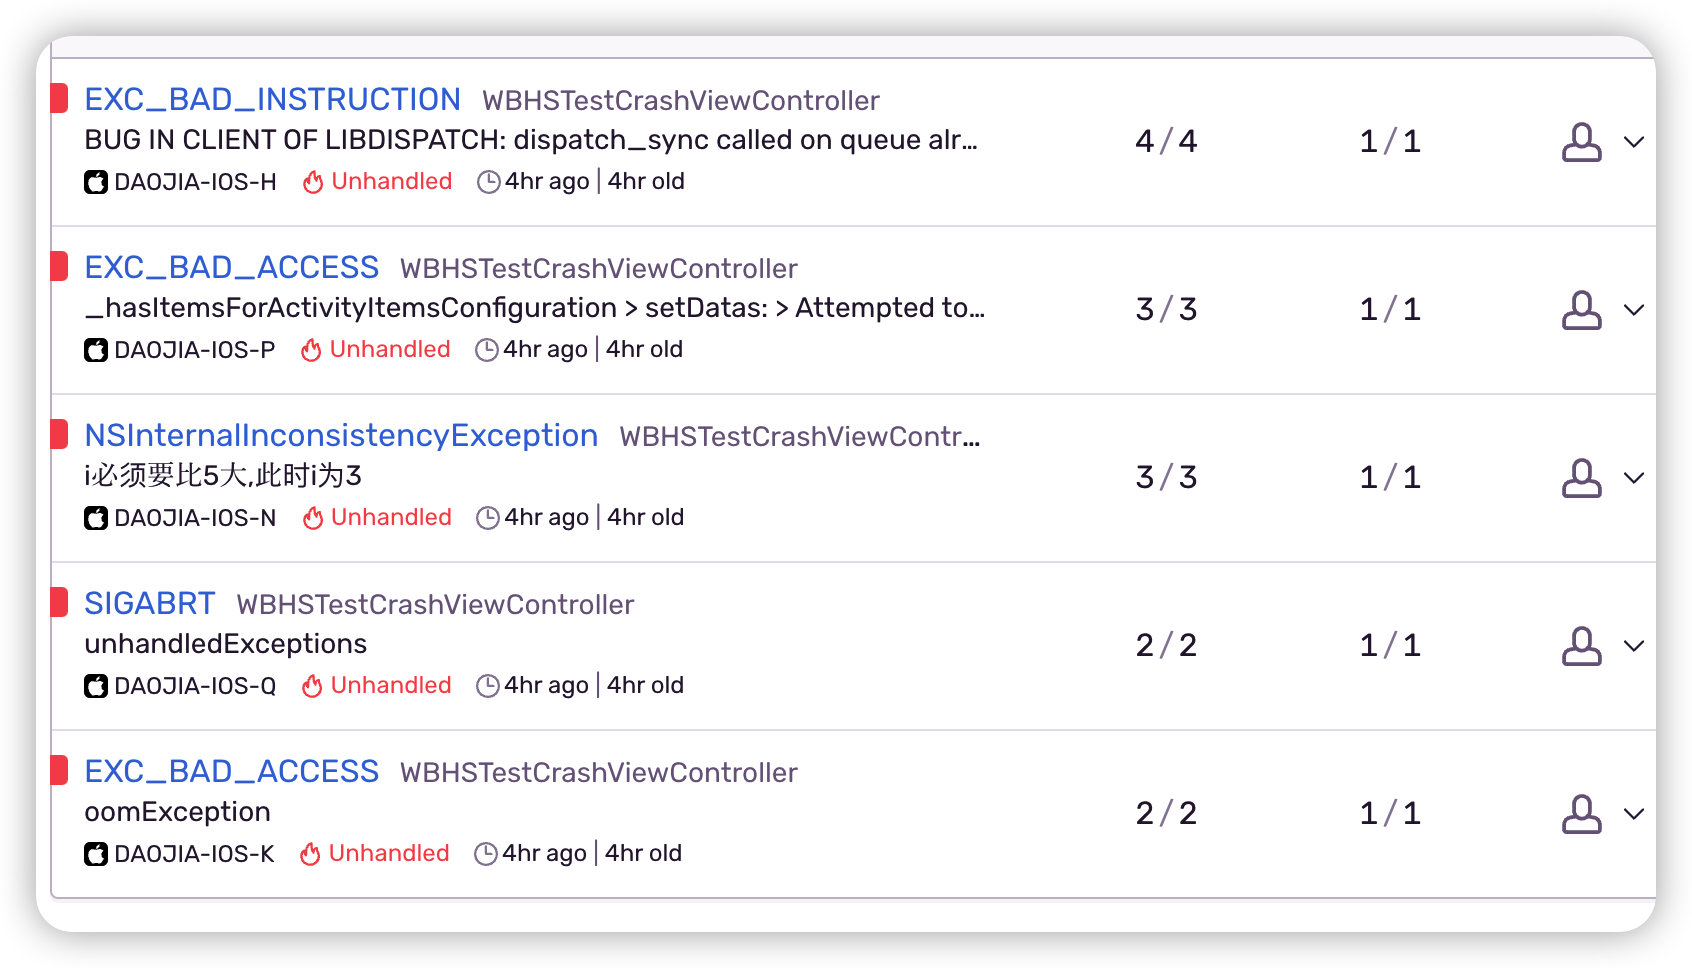 EXC_BAD_INSTRUCTION WBHSTestCrashViewController
BUG IN CLIENT OF LIBDISPATCH: dispatch_sync called on queue alr...
4/4 1/1
DAOJIA-IOS-H Unhandled 4hr ago | 4hr old
EXC_BAD_ACCESS WBHSTestCrashViewController
_hasItemsForActivityItemsConfiguration > setDatas: > Attempted to...
3/3 1/1
DAOJIA-IOS-P Unhandled 4hr ago | 4hr old
NSInternalInconsistencyException WBHSTestCrashViewContr...
i必须要比5大,此时i为3
3/3 1/1
DAOJIA-IOS-N Unhandled 4hr ago | 4hr old
SIGABRT WBHSTestCrashViewController
unhandledExceptions
2/2 1/1
DAOJIA-IOS-Q Unhandled 4hr ago | 4hr old
EXC_BAD_ACCESS WBHSTestCrashViewController
oomException
2/2 1/1
DAOJIA-IOS-K Unhandled 4hr ago | 4hr old